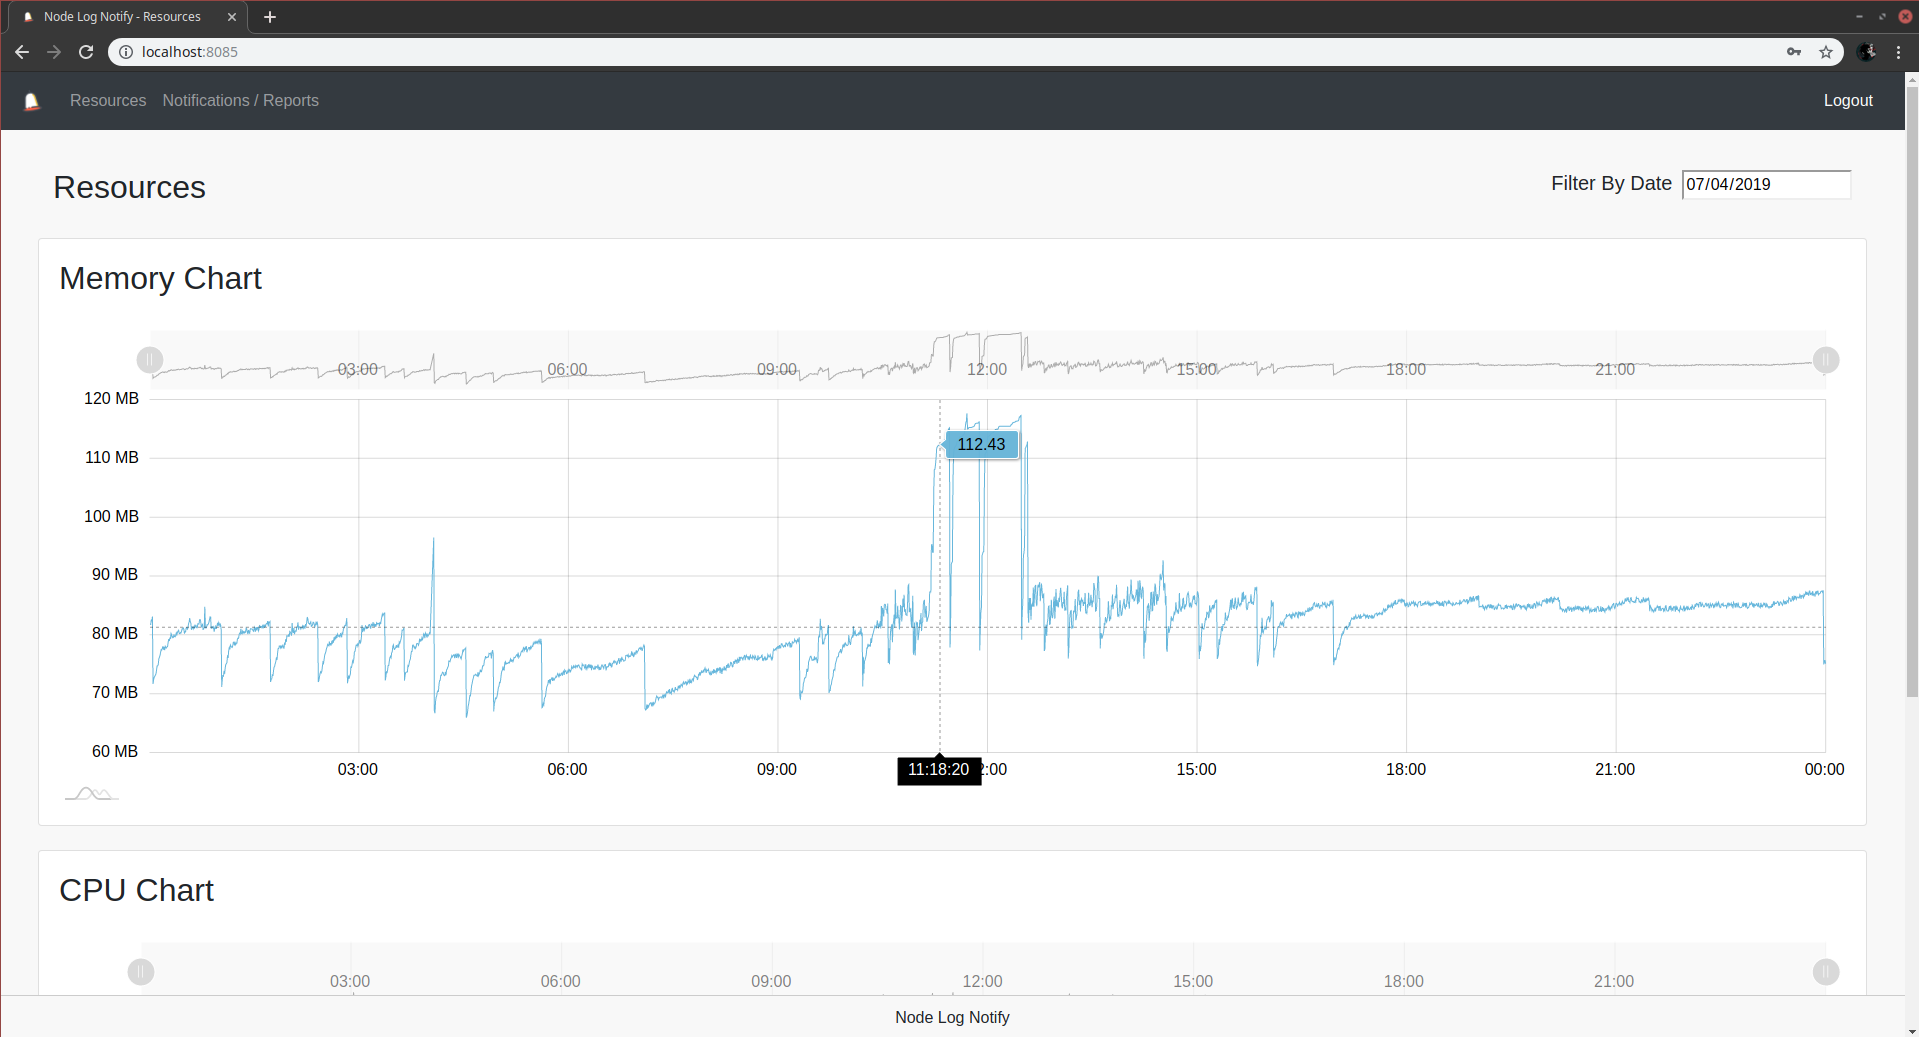 Node Log Notify - Resources
localhost:8085
Resources Notifications / Reports Logout
Resources
Filter By Date 07/04/2019
Memory Chart
03:00 06:00 09:00 12:00 15:00 18:00 21:00
120 MB
112.43
110 MB
100 MB
90 MB
80 MB
70 MB
60 MB
03:00 06:00 09:00 11:18:20 2:00 15:00 18:00 21:00 00:00
CPU Chart
03:00 06:00 09:00 12:00 15:00 18:00 21:00
Node Log Notify